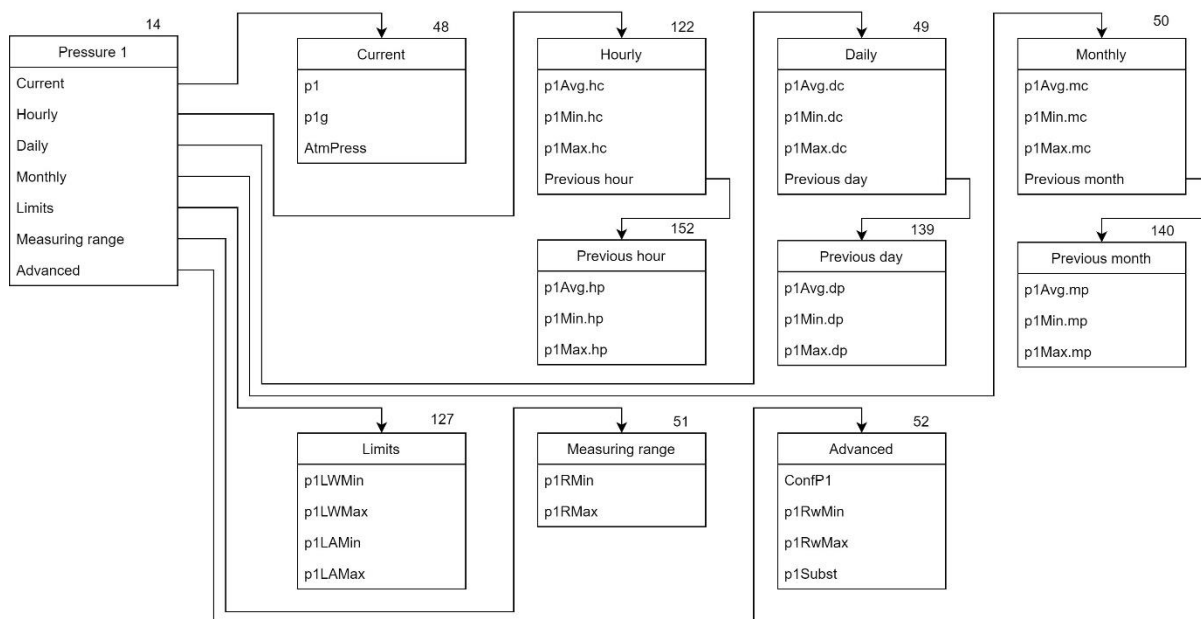 14
Pressure 1
Current
Hourly
Daily
Monthly
Limits
Measuring range
Advanced
48
Current
p1
p1g
AtmPress
122
Hourly
p1Avg.hc
p1Min.hc
p1Max.hc
Previous hour
49
Daily
p1Avg.dc
p1Min.dc
p1Max.dc
Previous day
50
Monthly
p1Avg.mc
p1Min.mc
p1Max.mc
Previous month
152
Previous hour
p1Avg.hp
p1Min.hp
p1Max.hp
139
Previous day
p1Avg.dp
p1Min.dp
p1Max.dp
140
Previous month
p1Avg.mp
p1Min.mp
p1Max.mp
127
Limits
p1LWMin
p1LWMax
p1LAMin
p1LAMax
51
Measuring range
p1RMin
p1RMax
52
Advanced
ConfP1
p1RwMin
p1RwMax
p1Subst